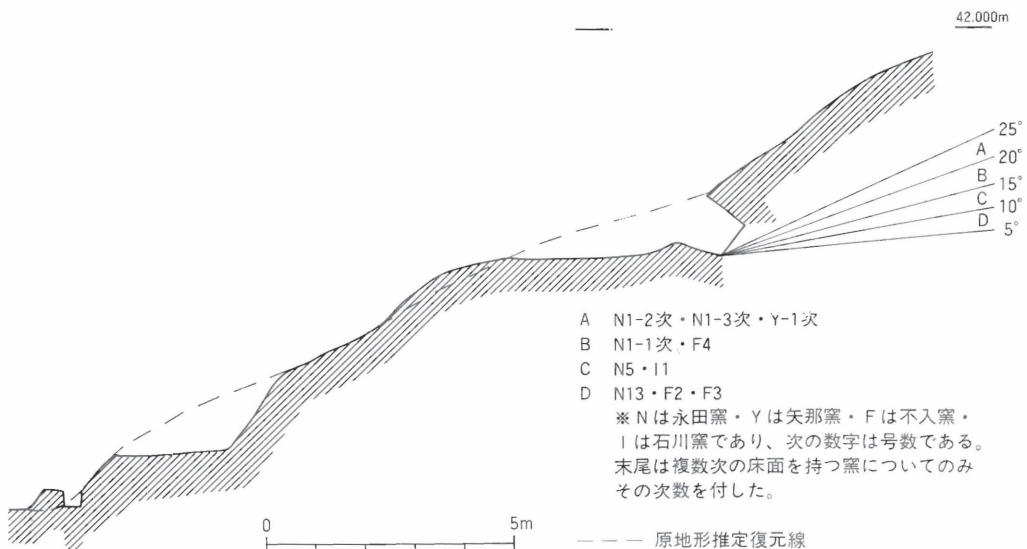 42.000m
25°
A
20°
B
15°
C
10°
D
5°
A N1-2次・N1-3次・Y-1次
B N1-1次・F4
C N5・I1
D N13・F2・F3
※Nは永田窯・Yは矢那窯・Fは不入窯・
Iは石川窯であり、次の数字は号数である。
末尾は複数次の床面を持つ窯についてのみ
その次数を付した。
0 5m
――― 原地形推定復元線